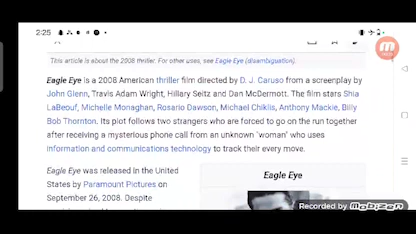 2:25
This article is about the 2008 thriller. For other uses, see Eagle Eye (disambiguation).
Eagle Eye is a 2008 American thriller film directed by D. J. Caruso from a screenplay by
John Glenn, Travis Adam Wright, Hillary Seitz and Dan McDermott. The film stars Shia
LaBeouf, Michelle Monaghan, Rosario Dawson, Michael Chiklis, Anthony Mackie, Billy
Bob Thornton. Its plot follows two strangers who are forced to go on the run together
after receiving a mysterious phone call from an unknown 'woman' who uses
information and communications technology to track their every move.
Eagle Eye was released in the United
States by Paramount Pictures on
September 26, 2008. Despite
Eagle Eye
Recorded by Mobizen